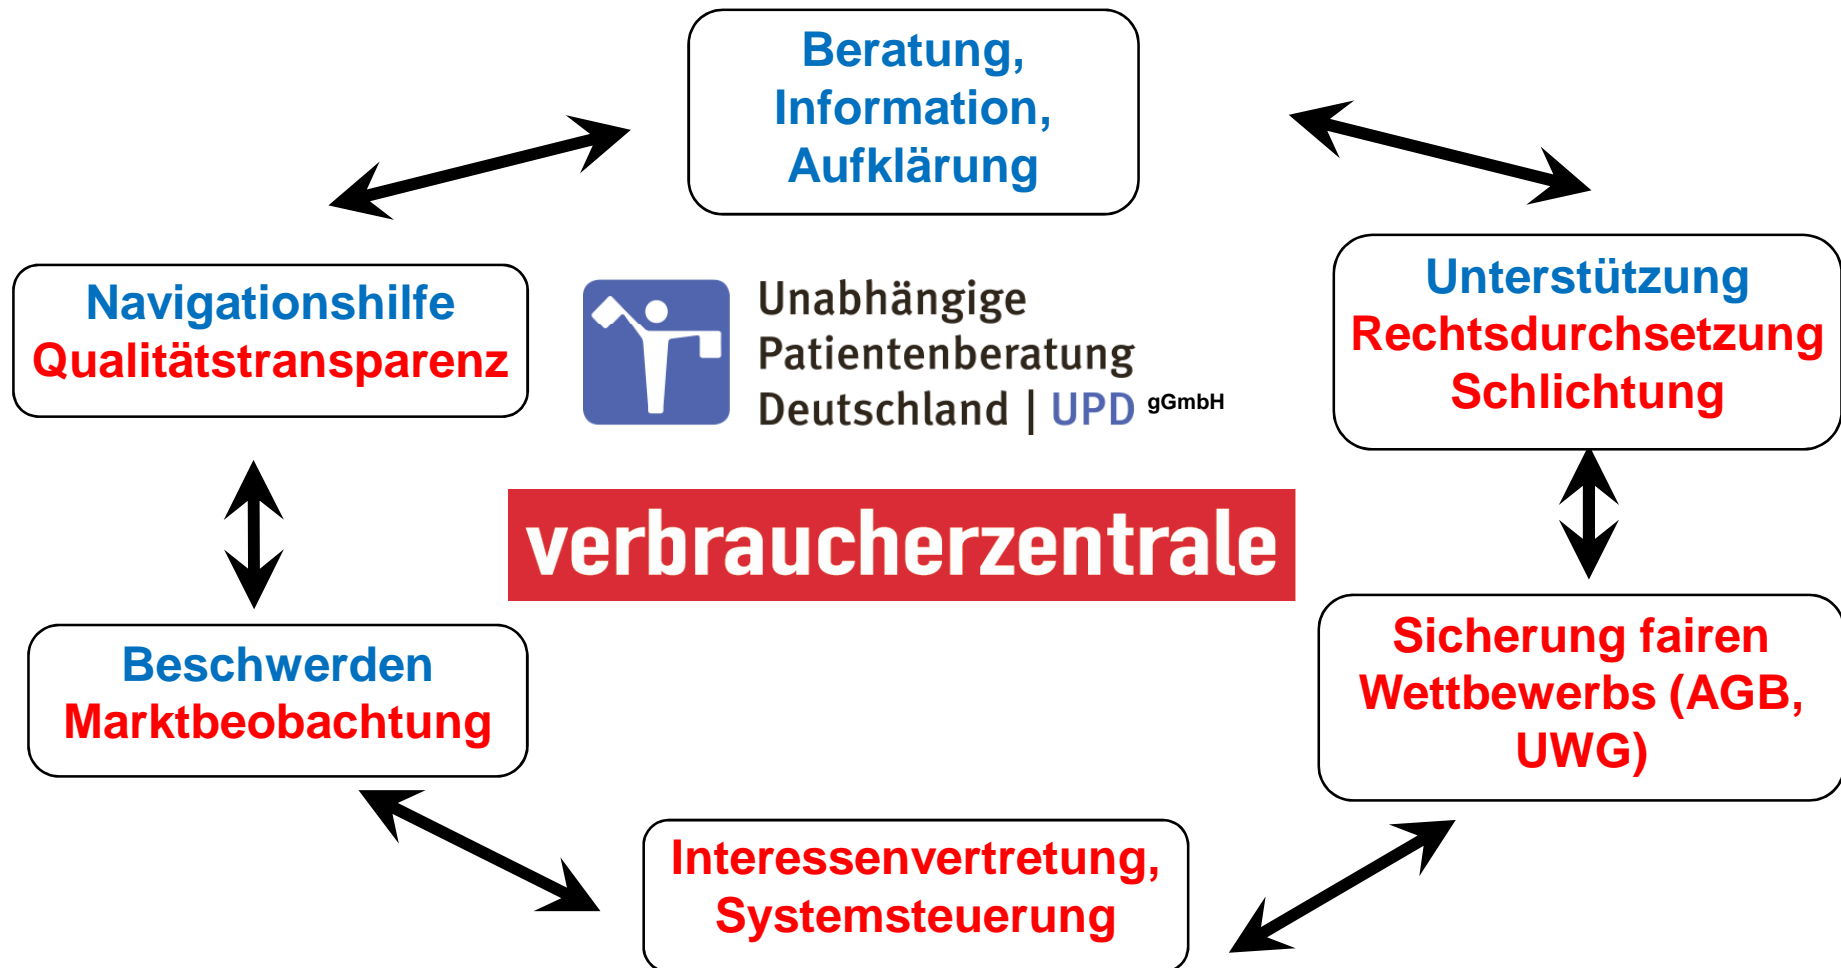 Beratung,
Information,
Aufklärung
Navigationshilfe
Qualitätstransparenz
Unabhängige
Patientenberatung
Deutschland | UPD gGmbH
Unterstützung
Rechtsdurchsetzung
Schlichtung
verbraucherzentrale
Beschwerden
Marktbeobachtung
Sicherung fairen
Wettbewerbs (AGB,
UWG)
Interessenvertretung,
Systemsteuerung